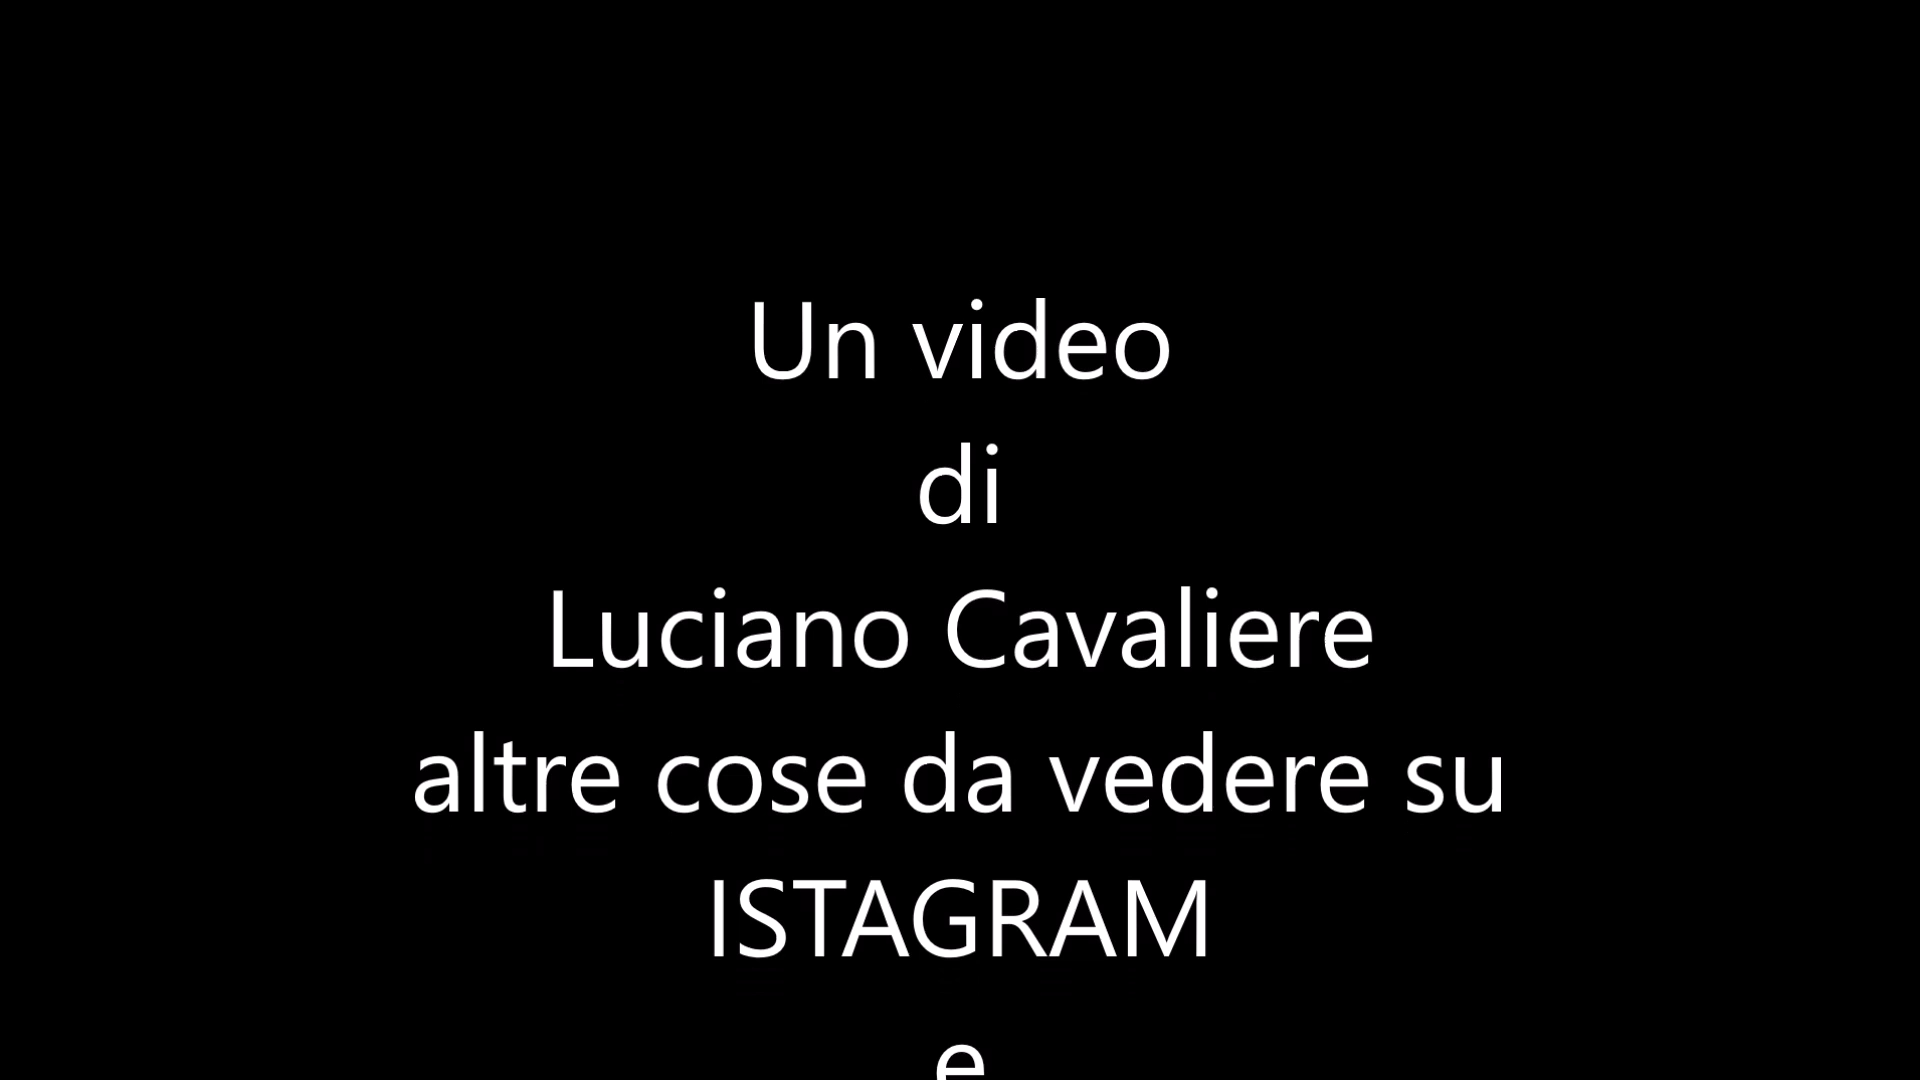 Un video
di
Luciano Cavaliere
altre cose da vedere su
ISTAGRAM
e